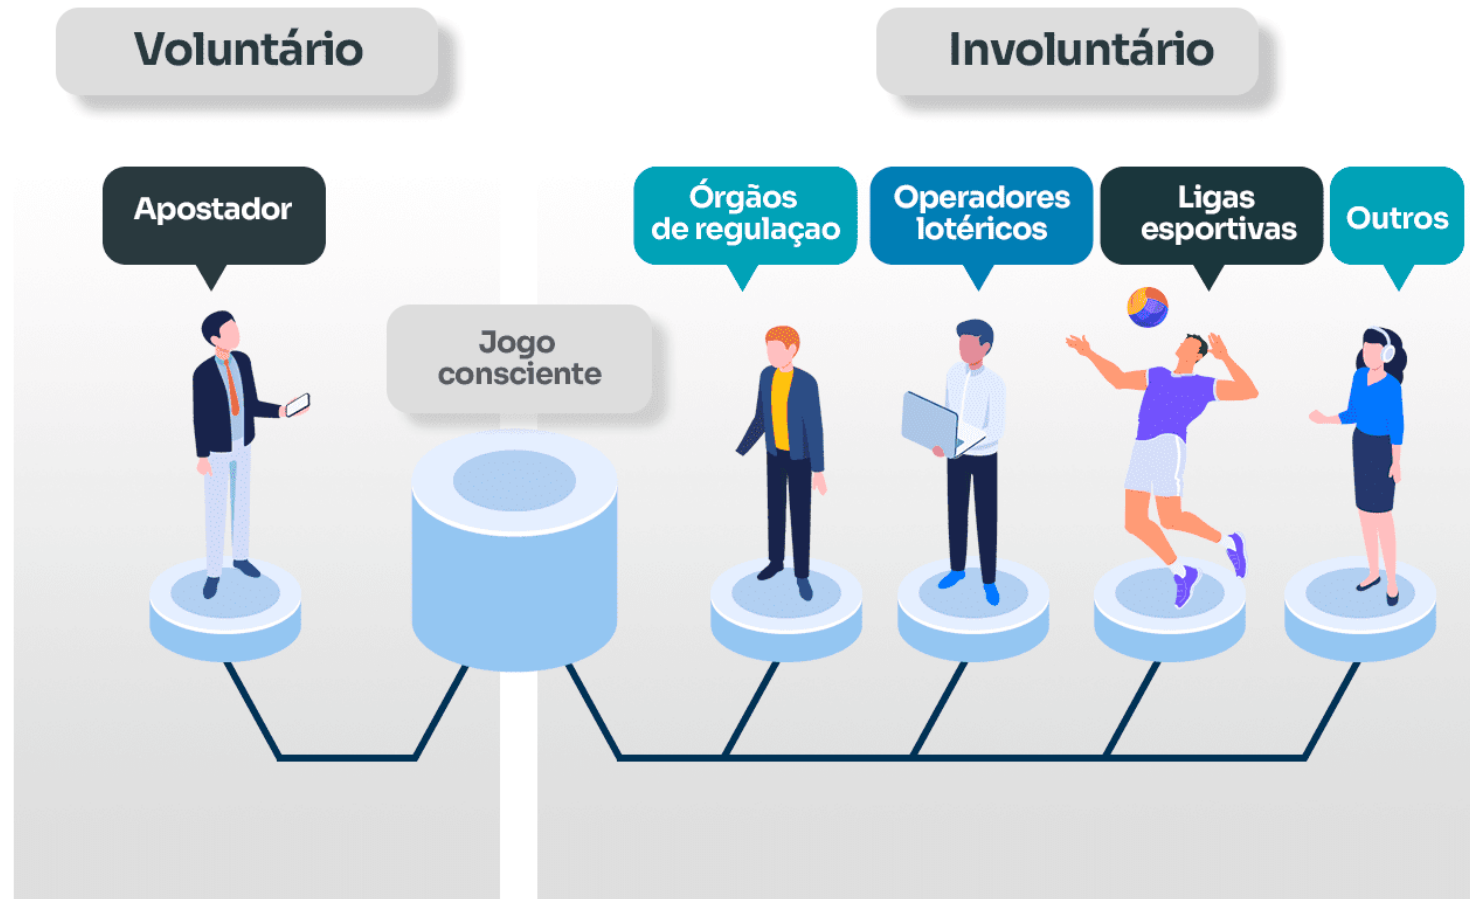 Voluntário
Involuntário
Apostador
Órgãos
de regulaçao
Operadores
lotéricos
Ligas
esportivas
Outros
Jogo
consciente